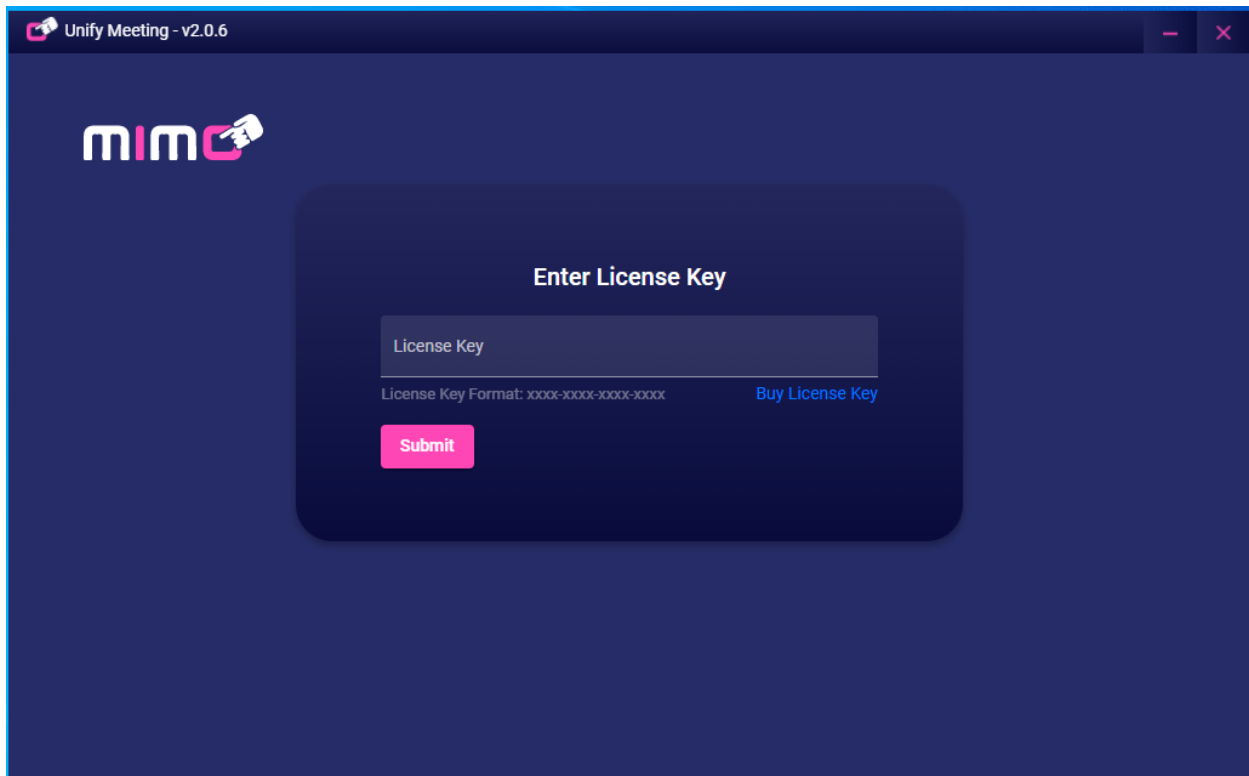 Unify Meeting - v2.0.6
mimo
Enter License Key
License Key
License Key Format: xxxx-xxxx-xxxx-xxxx
Buy License Key
Submit